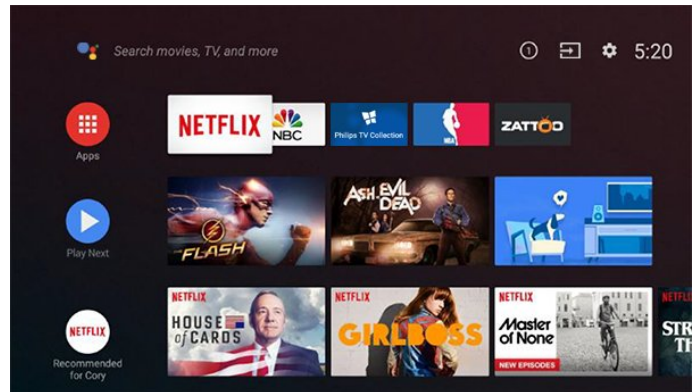 Search movies, TV, and more
1
5:20
Apps
NETFLIX
NBC
Philips TV Collection
NBA
ZATTOO
Play Next
THE FLASH
ASH vs EVIL DEAD
NETFLIX
Recommended
for Cory
NETFLIX
HOUSE
of CARDS
NETFLIX
GIRLBOSS
NETFLIX
Master
of None
NEW EPISODES
NETFLIX
STR
TH